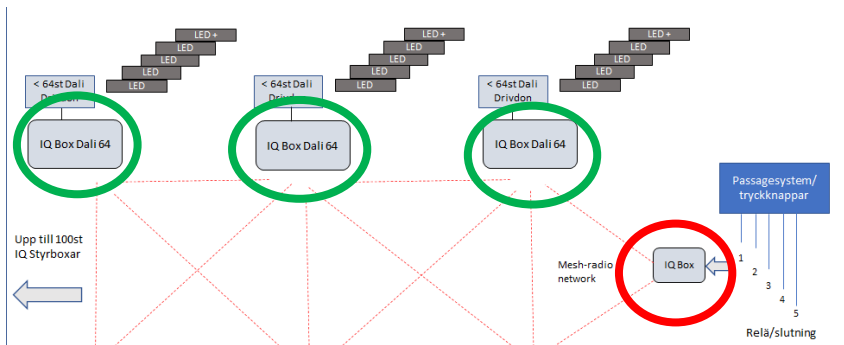 LED +
LED
LED
LED
LED
LED +
LED
LED
LED
LED
LED +
LED
LED
LED
LED
< 64st Dali
< 64st Dali
Drivdon
< 64st Dali
Drivdon
IQ Box Dali 64
IQ Box Dali 64
IQ Box Dali 64
Passagesystem/
tryckknappar
Upp till 100st
IQ Styrboxar
Mesh-radio
network
IQ Box
1
2
3
4
5
Relä/slutning